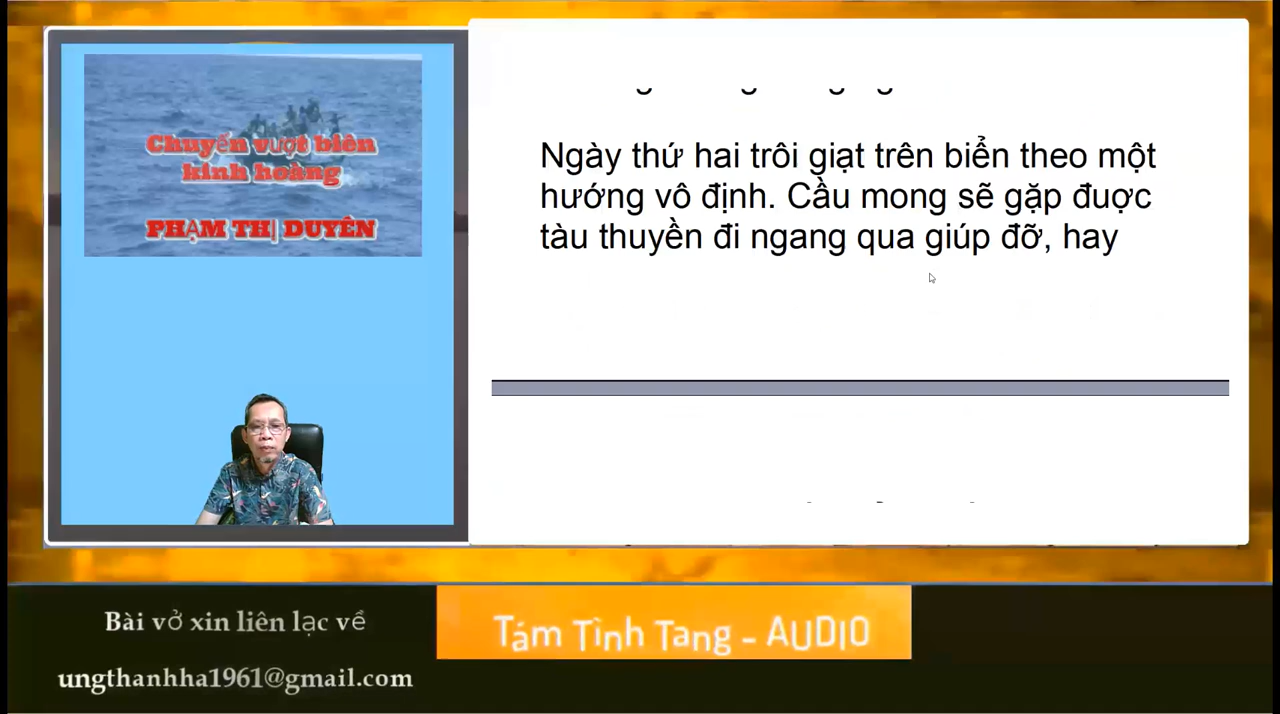 Chuyến vượt biên
kinh hoàng
PHẠM THỊ DUYÊN
Ngày thứ hai trôi giạt trên biển theo một
hướng vô định. Cầu mong sẽ gặp đuợc
tàu thuyền đi ngang qua giúp đỡ, hay
Bài vở xin liên lạc về
ungthanhha1961@gmail.com
Tám Tình Tang - AUDIO